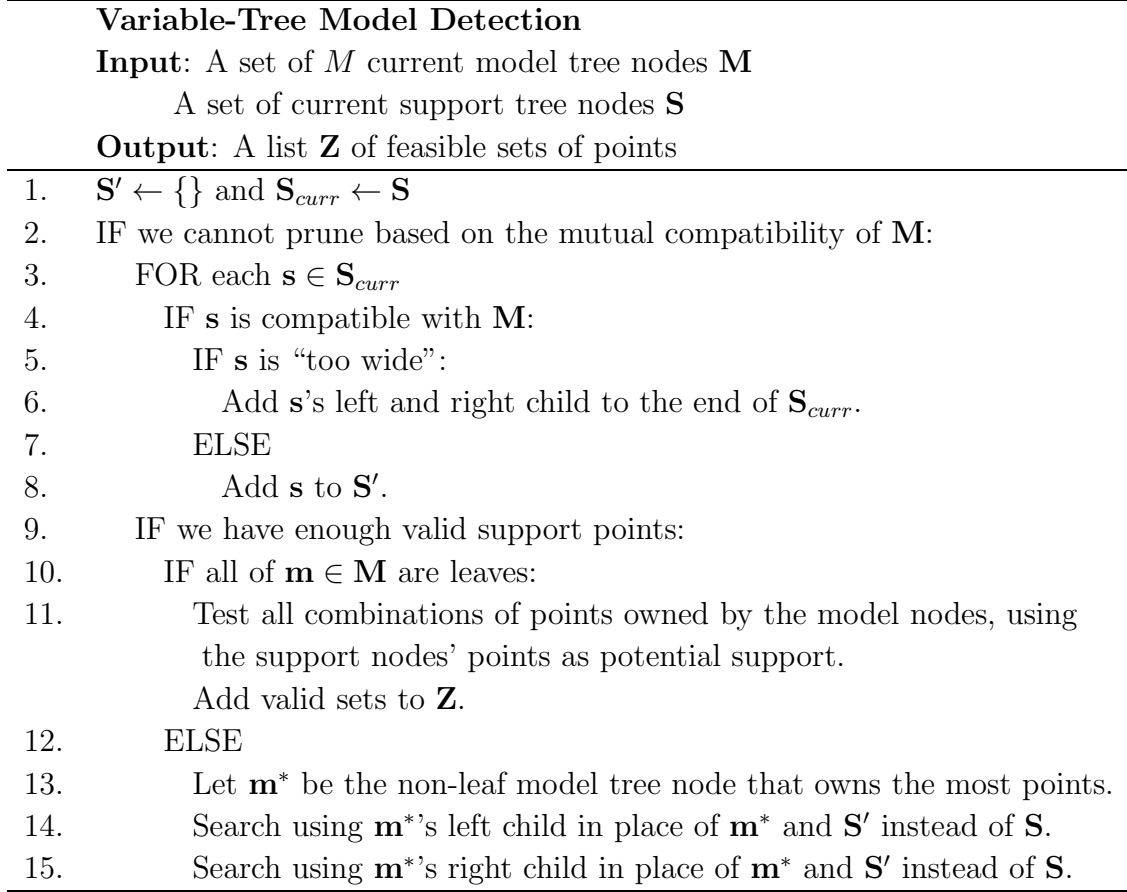 Variable-Tree Model Detection
Input: A set of M current model tree nodes M
A set of current support tree nodes S
Output: A list Z of feasible sets of points
1. S′ ← {} and S_curr ← S
2. IF we cannot prune based on the mutual compatibility of M:
3. FOR each s ∈ S_curr
4. IF s is compatible with M:
5. IF s is “too wide”:
6. Add s’s left and right child to the end of S_curr.
7. ELSE
8. Add s to S′.
9. IF we have enough valid support points:
10. IF all of m ∈ M are leaves:
11. Test all combinations of points owned by the model nodes, using
the support nodes’ points as potential support.
Add valid sets to Z.
12. ELSE
13. Let m* be the non-leaf model tree node that owns the most points.
14. Search using m*’s left child in place of m* and S′ instead of S.
15. Search using m*’s right child in place of m* and S′ instead of S.